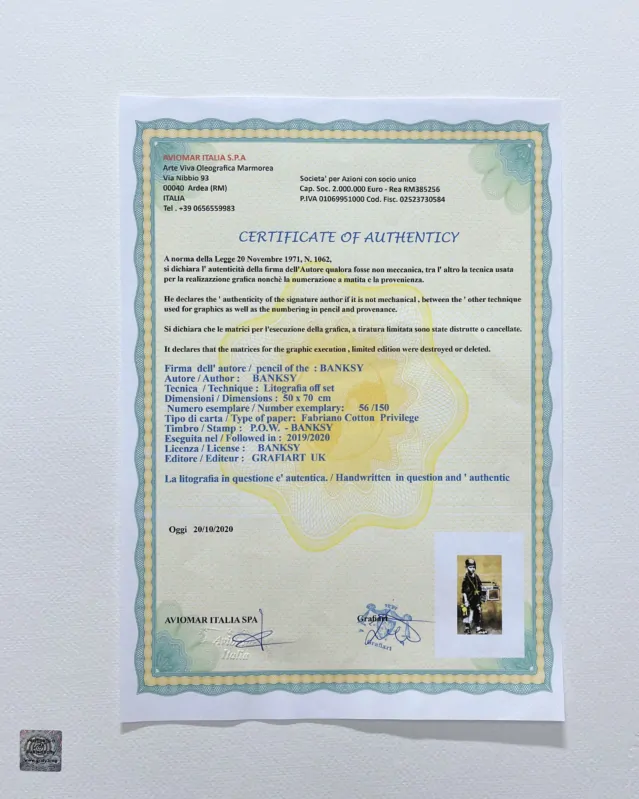 AVIOMAR ITALIA S.P.A
Arte Viva Oleografica Marmorea
Via Nibbio 93
00040 Ardea (RM)
ITALIA
Tel . +39 0656559983
Societa' per Azioni con socio unico
Cap. Soc. 2.000.000 Euro - Rea RM385256
P.IVA 01069951000 Cod. Fisc. 02523730584
CERTIFICATE OF AUTHENTICY
A norma della Legge 20 Novembre 1971, N. 1062,
si dichiara l' autenticità della firma dell'Autore qualora fosse non meccanica, tra l' altro la tecnica usata
per la realizazzione grafica nonchè la numerazione a matita e la provenienza.
He declares the ' authenticity of the signature author if it is not mechanical , between the ' other technique
used for graphics as well as the numbering in pencil and provenance.
Si dichiara che le matrici per l'esecuzione della grafica, a tiratura limitata sono state distrutte o cancellate.
It declares that the matrices for the graphic execution , limited edition were destroyed or deleted.
Firma dell' autore / pencil of the : BANKSY
Autore / Author : BANKSY
Tecnica / Technique : Litografia off set
Dimensioni / Dimensions : 50 x 70 cm
Numero esemplare / Number exemplary: 56 /150
Tipo di carta / Type of paper: Fabriano Cotton Privilege
Timbro / Stamp : P.O.W. - BANKSY
Eseguita nel / Followed in : 2019/2020
Licenza / License : BANKSY
Editore / Editeur : GRAFIART UK
La litografia in questione e' autentica. / Handwritten in question and ' authentic
Oggi 20/10/2020
AVIOMAR ITALIA SPA
Grafiart
Italia
Grafiart